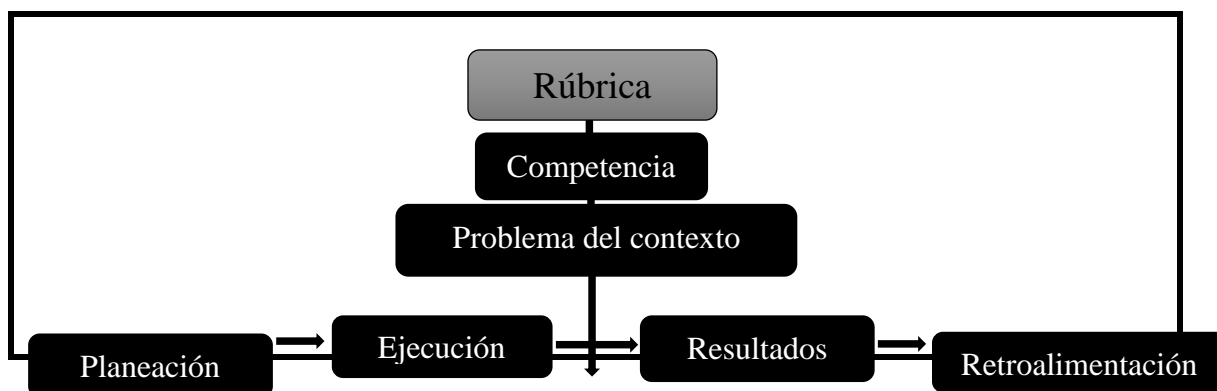 Rúbrica
Competencia
Problema del contexto
Planeación
Ejecución
Resultados
Retroalimentación